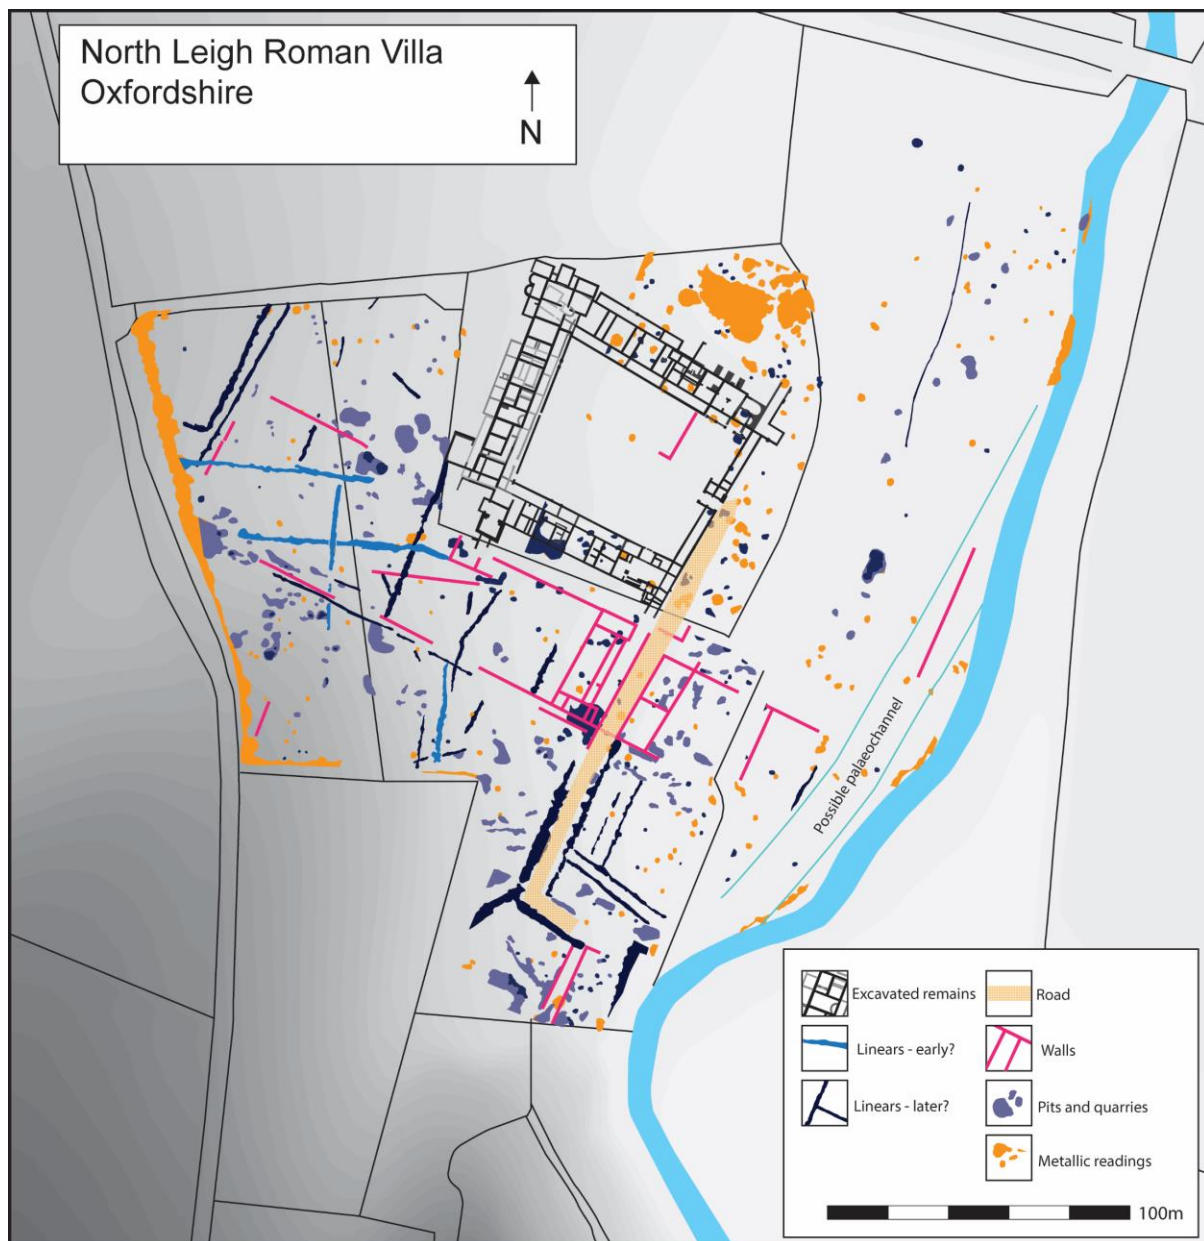 North Leigh Roman Villa
Oxfordshire
N
Possible palaeochannel
Excavated remains
Road
Linears - early?
Walls
Linears - later?
Pits and quarries
Metallic readings
100m